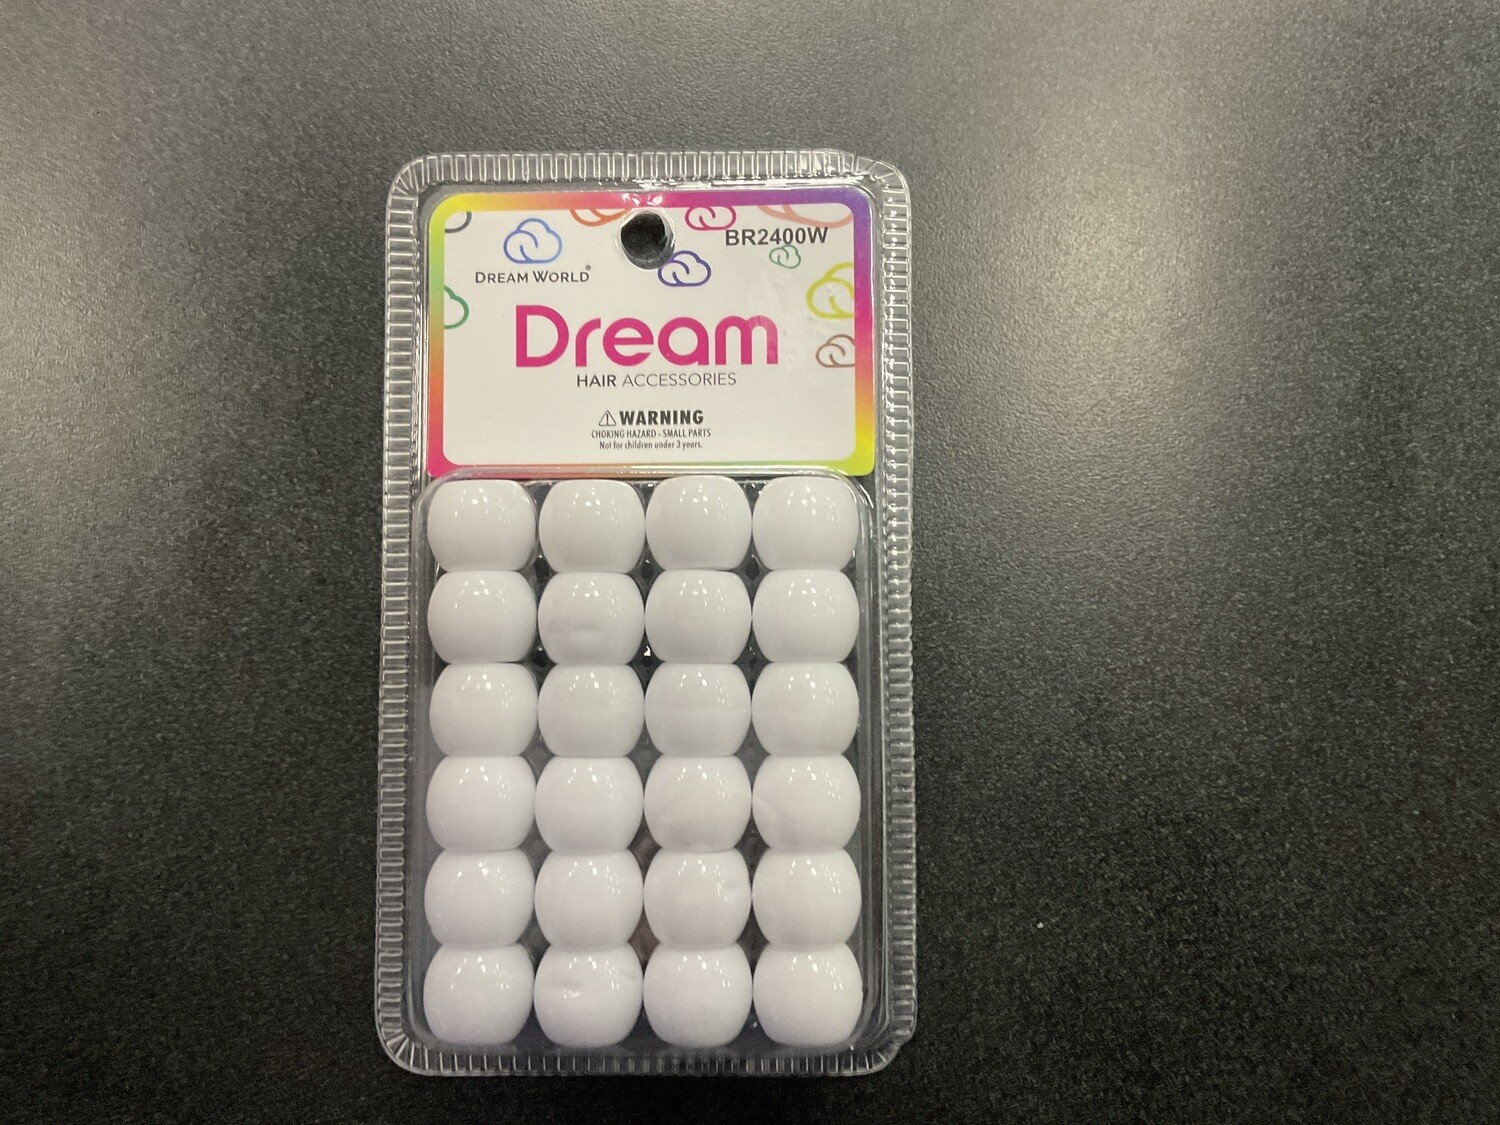 DREAM WORLD®
BR2400W
Dream
HAIR ACCESSORIES
⚠ WARNING
CHOKING HAZARD - SMALL PARTS
Not for children under 3 years.